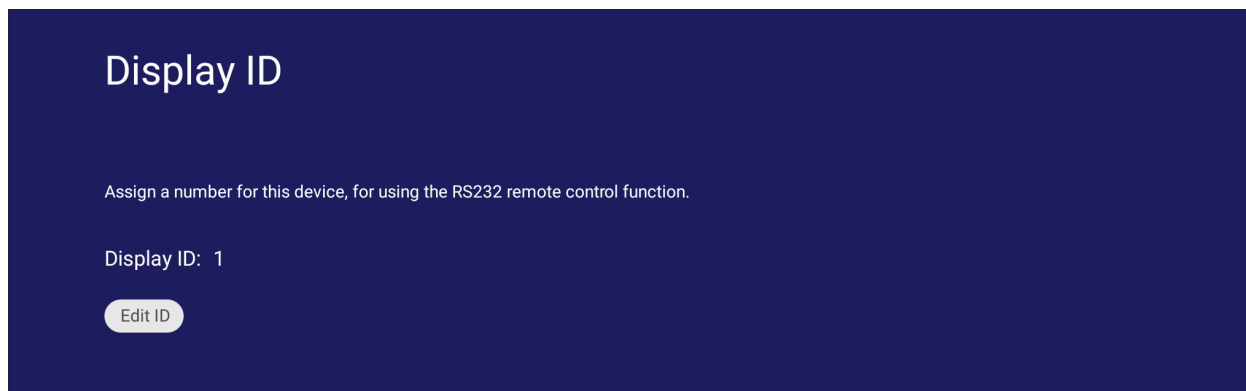 Display ID
Assign a number for this device, for using the RS232 remote control function.
Display ID: 1
Edit ID